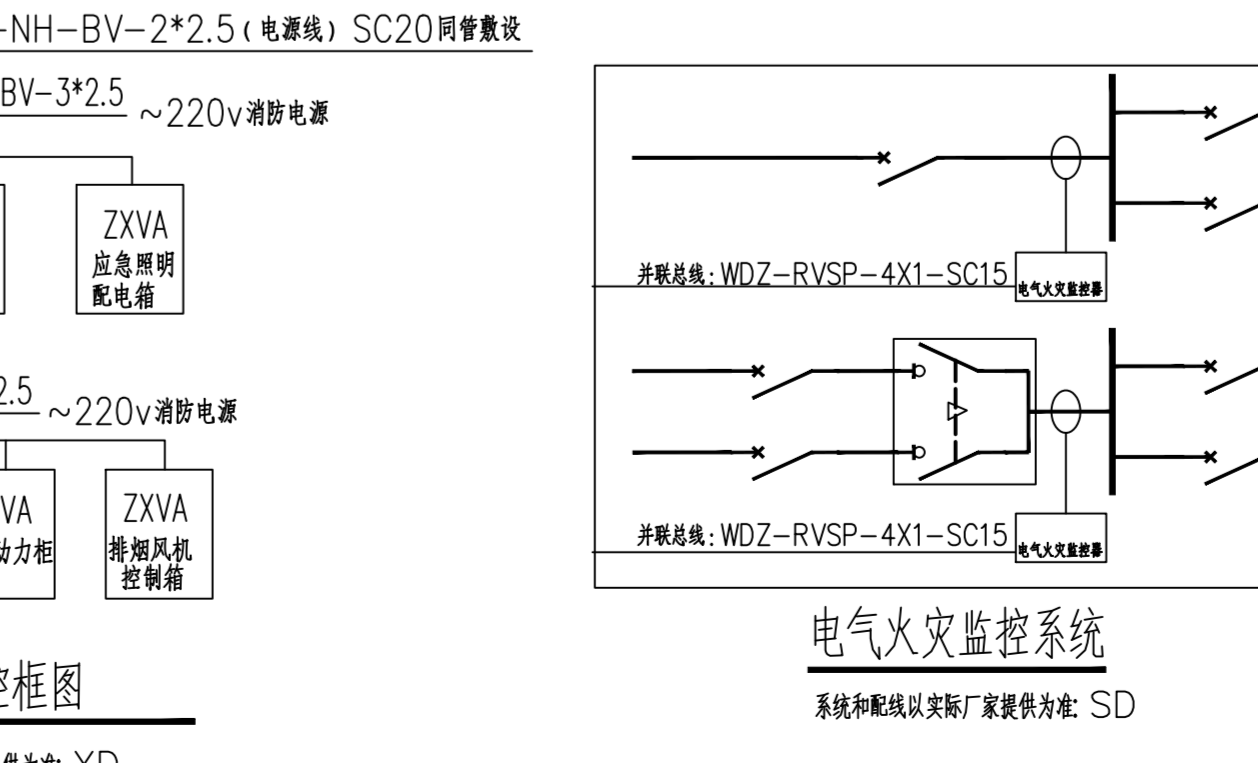 -NH-BV-2*2.5(电源线) SC20同管敷设
BV-3*2.5
~220v消防电源
ZXVA
应急照明
配电箱
2.5
~220v消防电源
VA
动力柜
ZXVA
排烟风机
控制箱
控框图
并联总线:WDZ-RVSP-4X1-SC15
电气火灾监控器
并联总线:WDZ-RVSP-4X1-SC15
电气火灾监控器
电气火灾监控系统
系统和配线以实际厂家提供为准: SD